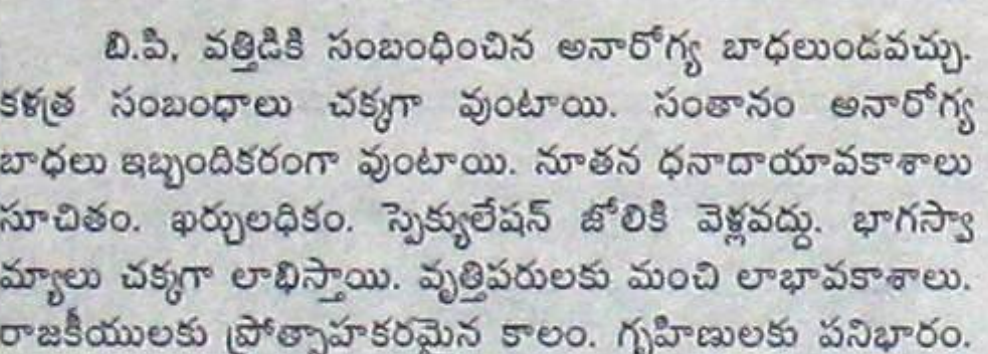 బి.పి. వత్తిడికి సంబంధించిన అనారోగ్య బాధలుండవచ్చు.
కళత్ర సంబంధాలు చక్కగా వుంటాయి. సంతానం అనారోగ్య
బాధలు ఇబ్బందికరంగా వుంటాయి. నూతన ధనాదాయావకాశాలు
సూచితం. ఖర్చులధికం. స్పెక్యులేషన్ జోలికి వెళ్లవద్దు. భాగస్వా
మ్యాలు చక్కగా లాభిస్తాయి. వృత్తిపరులకు మంచి లాభావకాశాలు.
రాజకీయులకు ప్రోత్సాహకరమైన కాలం. గృహిణులకు పనిభారం.